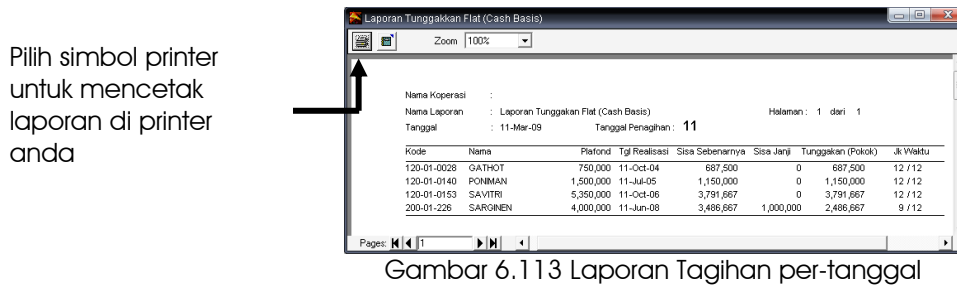 Pilih simbol printer
untuk mencetak
laporan di printer
anda
Laporan Tunggakkan Flat (Cash Basis)
Zoom 100%
Nama Koperasi :
Nama Laporan : Laporan Tunggakan Flat (Cash Basis) Halaman : 1 dari 1
Tanggal : 11-Mar-09 Tanggal Penagihan : 11
Kode Nama Plafond Tgl Realisasi Sisa Sebenarnya Sisa Janji Tunggakan (Pokok) Jk Waktu
120-01-0028 GATHOT 750,000 11-Oct-04 687,500 0 687,500 12 / 12
120-01-0140 PONIMAN 1,500,000 11-Jul-05 1,150,000 0 1,150,000 12 / 12
120-01-0153 SAVITRI 5,350,000 11-Oct-06 3,791,667 0 3,791,667 12 / 12
200-01-226 SARGINEN 4,000,000 11-Jun-08 3,486,667 1,000,000 2,486,667 9 / 12
Pages: 1
Gambar 6.113 Laporan Tagihan per-tanggal